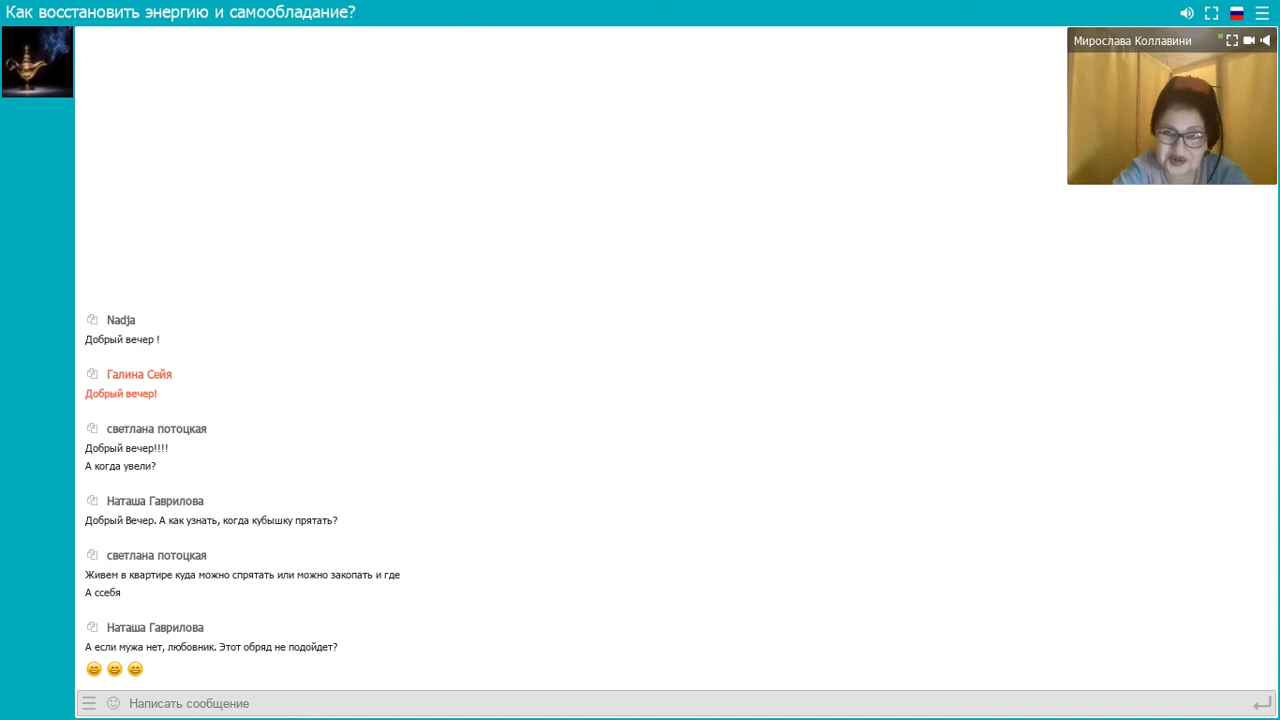 Как восстановить энергию и самообладание?
Мирослава Коллавини
Nadja
Добрый вечер !
Галина Сейя
Добрый вечер!
светлана потоцкая
Добрый вечер!!!!
А когда увели?
Наташа Гаврилова
Добрый Вечер. А как узнать, когда кубышку прятать?
светлана потоцкая
Живем в квартире куда можно спрятать или можно закопать и где
А ссебя
Наташа Гаврилова
А если мужа нет, любовник. Этот обряд не подойдет?
Написать сообщение